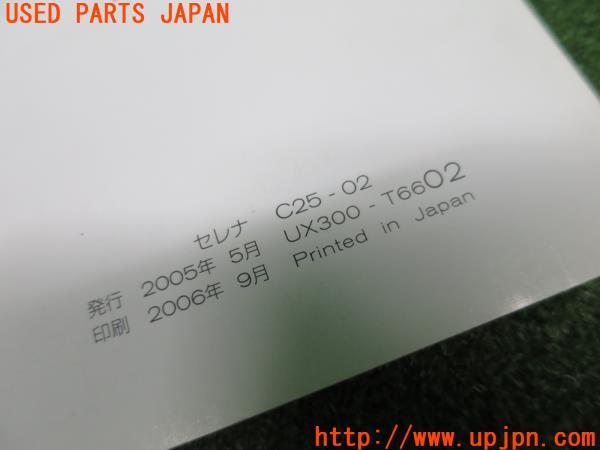 USED PARTS JAPAN
セレナ C25-02
発行 2005年 5月 UX300-T6602
印刷 2006年 9月 Printed in Japan
http://www.upjpn.com